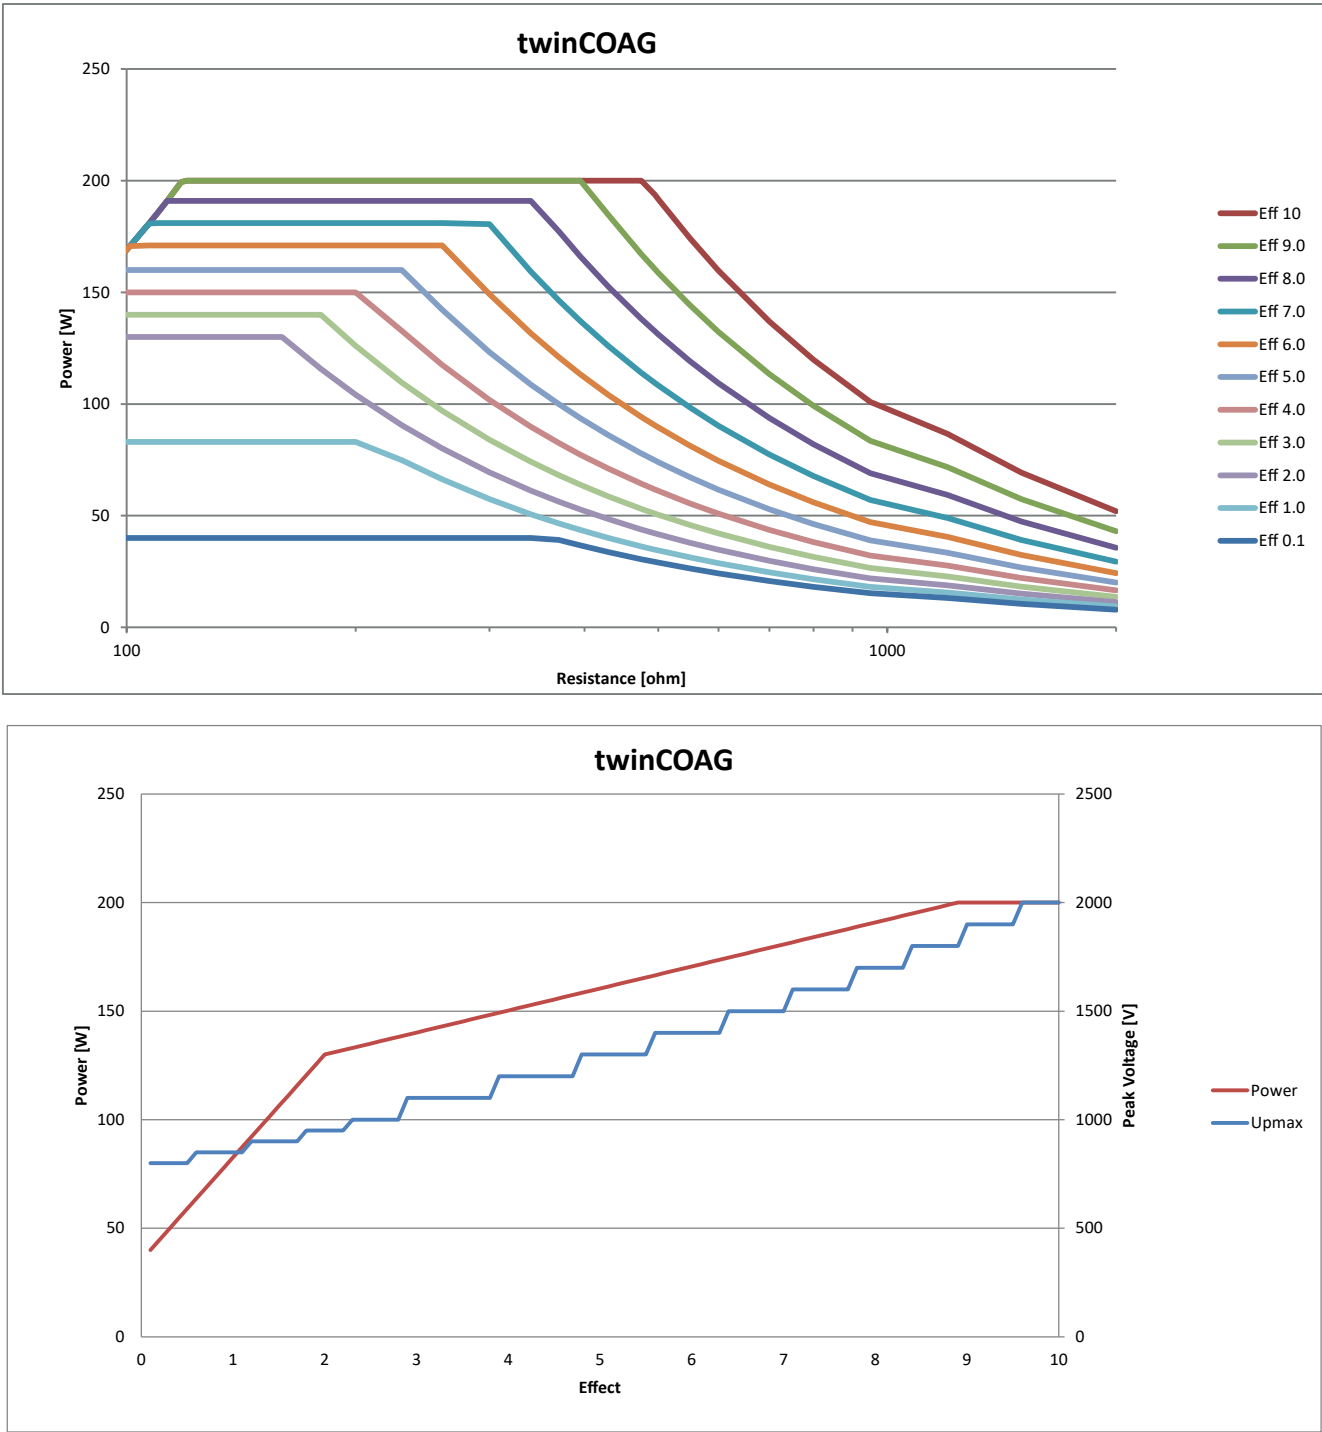 twinCOAG
250
200
150
100
50
0
Power [W]
100
1000
Resistance [ohm]
Eff 10
Eff 9.0
Eff 8.0
Eff 7.0
Eff 6.0
Eff 5.0
Eff 4.0
Eff 3.0
Eff 2.0
Eff 1.0
Eff 0.1
twinCOAG
250
200
150
100
50
0
Power [W]
2500
2000
1500
1000
500
0
Peak Voltage [V]
0 1 2 3 4 5 6 7 8 9 10
Effect
Power
Upmax